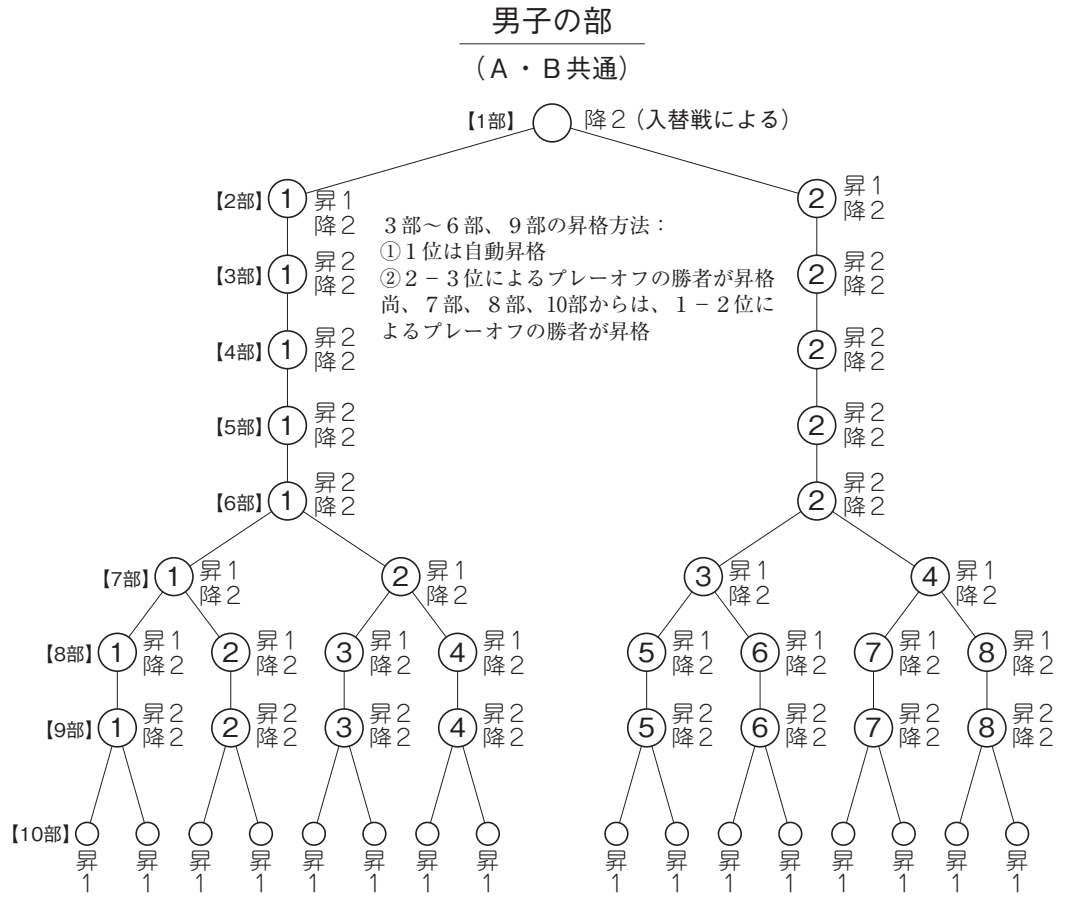 男子の部
（A・B共通）
【1部】 降2（入替戦による）
【2部】 1 昇1 降2 2 昇1 降2
３部〜６部、９部の昇格方法：
①１位は自動昇格
②２−３位によるプレーオフの勝者が昇格
尚、７部、８部、10部からは、１−２位に
よるプレーオフの勝者が昇格
【3部】 1 昇2 降2 2 昇2 降2
【4部】 1 昇2 降2 2 昇2 降2
【5部】 1 昇2 降2 2 昇2 降2
【6部】 1 昇2 降2 2 昇2 降2
【7部】 1 昇1 降2 2 昇1 降2 3 昇1 降2 4 昇1 降2
【8部】 1 昇1 降2 2 昇1 降2 3 昇1 降2 4 昇1 降2 5 昇1 降2 6 昇1 降2 7 昇1 降2 8 昇1 降2
【9部】 1 昇2 降2 2 昇2 降2 3 昇2 降2 4 昇2 降2 5 昇2 降2 6 昇2 降2 7 昇2 降2 8 昇2 降2
【10部】
昇1 昇1 昇1 昇1 昇1 昇1 昇1 昇1 昇1 昇1 昇1 昇1 昇1 昇1 昇1 昇1